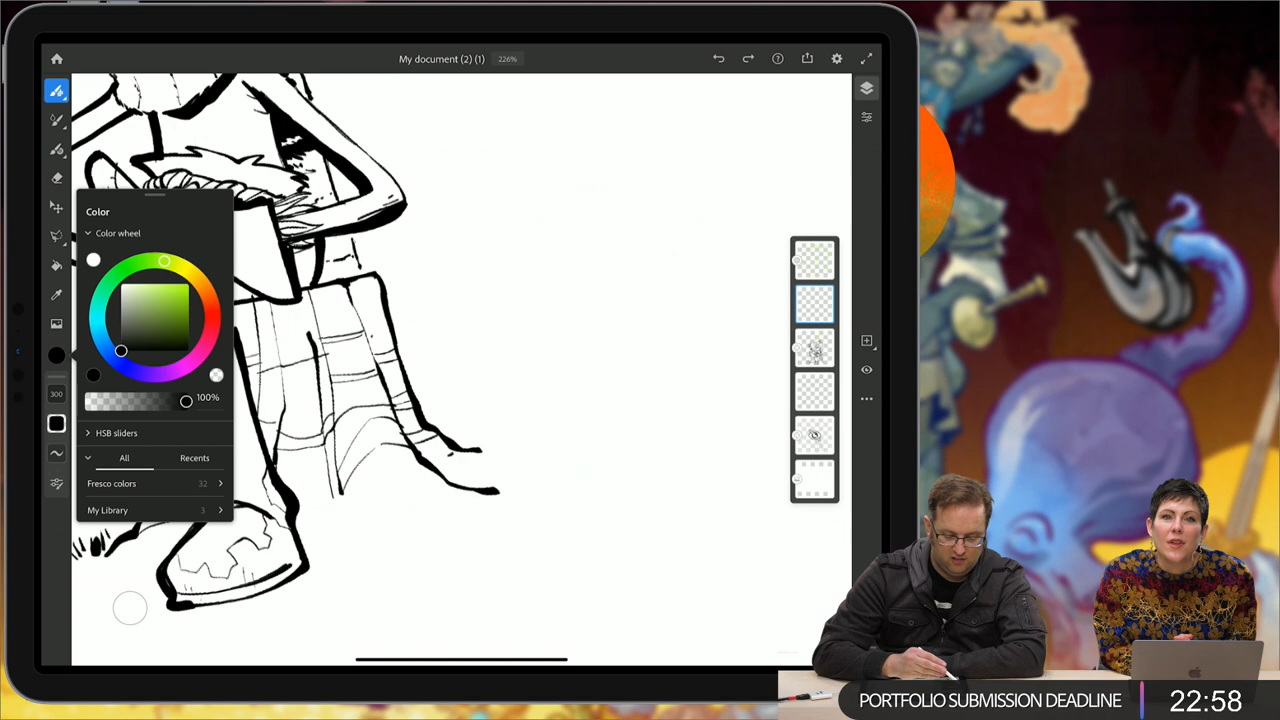 My document (2) (1) 226%
Color
Color wheel
100%
300
HSB sliders
All Recents
Fresco colors 32
My Library 3
PORTFOLIO SUBMISSION DEADLINE 22:58